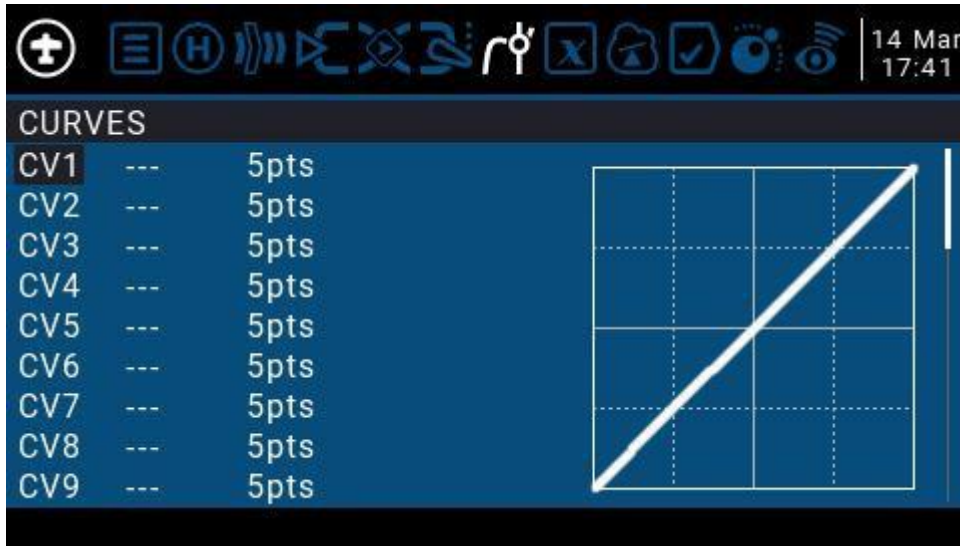 H
x
14 Mar
17:41
CURVES
CV1 --- 5pts
CV2 --- 5pts
CV3 --- 5pts
CV4 --- 5pts
CV5 --- 5pts
CV6 --- 5pts
CV7 --- 5pts
CV8 --- 5pts
CV9 --- 5pts